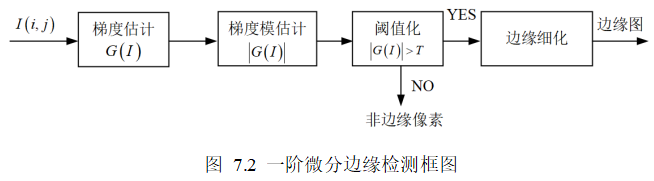 I(i,j)
梯度估计
G(I)
梯度模估计
|G(I)|
阈值化
|G(I)|>T
YES
边缘细化
边缘图
NO
非边缘像素
图 7.2 一阶微分边缘检测框图